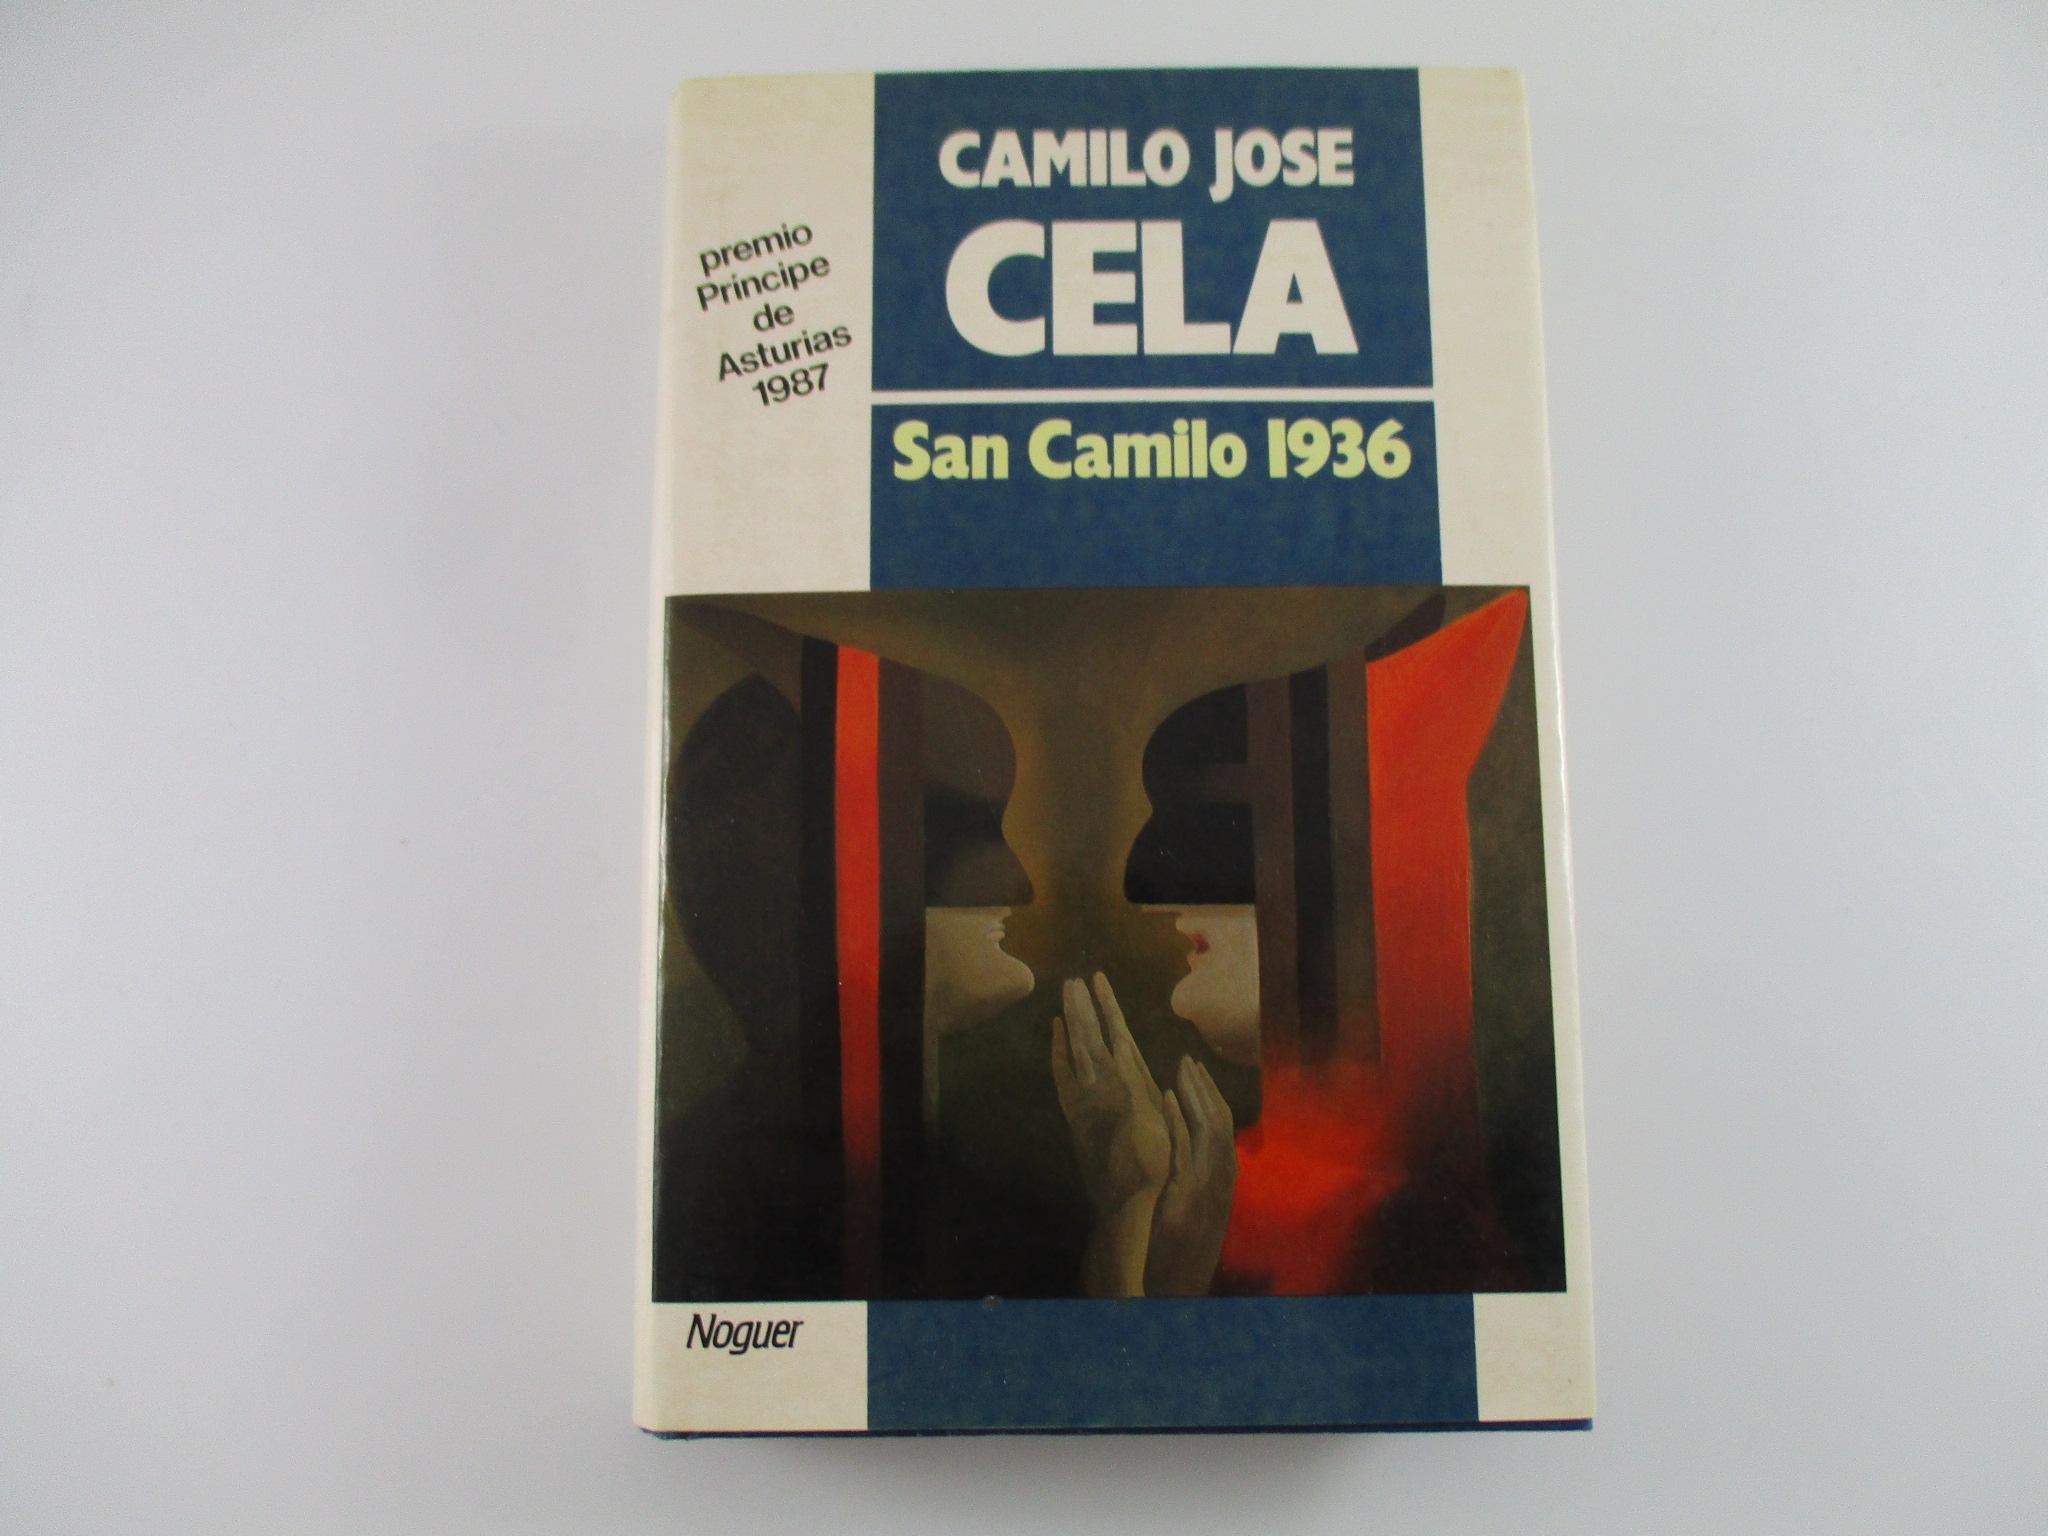 CAMILO JOSE
CELA
premio
Principe
de
Asturias
1987
San Camilo 1936
Noguer